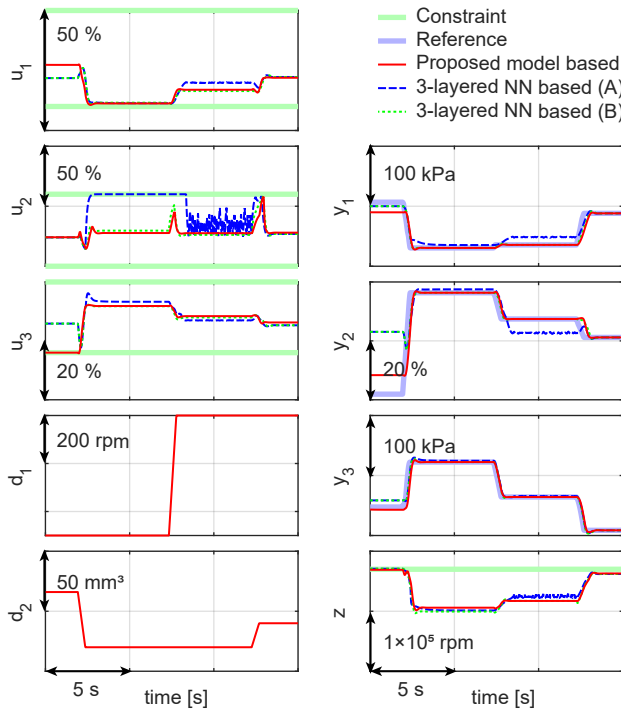 50 %
u1
Constraint
Reference
Proposed model based
3-layered NN based (A)
3-layered NN based (B)
50 %
u2
100 kPa
y1
20 %
u3
20 %
y2
200 rpm
d1
100 kPa
y3
50 mm³
d2
5 s
time [s]
1×10⁵ rpm
z
5 s
time [s]